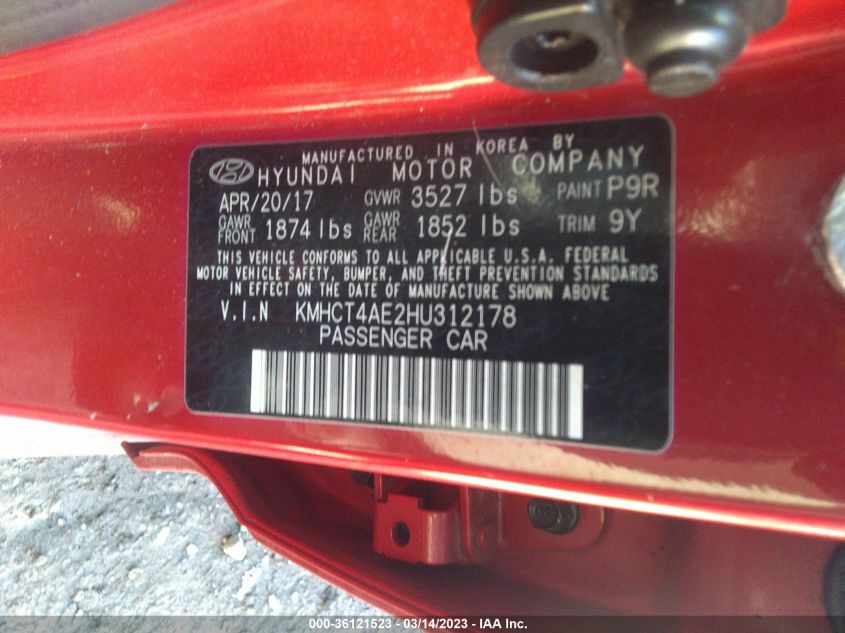 MANUFACTURED IN KOREA BY
HYUNDAI MOTOR COMPANY
APR/20/17 GVWR 3527 lbs PAINT P9R
GAWR FRONT 1874 lbs GAWR REAR 1852 lbs TRIM 9Y
THIS VEHICLE CONFORMS TO ALL APPLICABLE U.S.A. FEDERAL
MOTOR VEHICLE SAFETY, BUMPER, AND THEFT PREVENTION STANDARDS
IN EFFECT ON THE DATE OF MANUFACTURE SHOWN ABOVE
V.I.N KMHCT4AE2HU312178
PASSENGER CAR
000-36121523 - 03/14/2023 - IAA Inc.